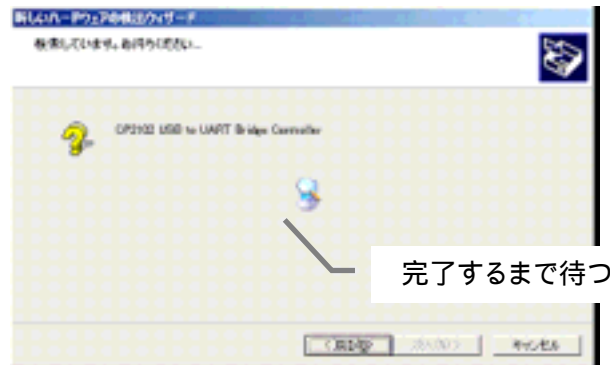 新しいハードウェアの検出ウィザード
検索しています。お待ちください...
CP2102 USB to UART Bridge Controller
完了するまで待つ
< 戻る(B)
次へ(N) >
キャンセル